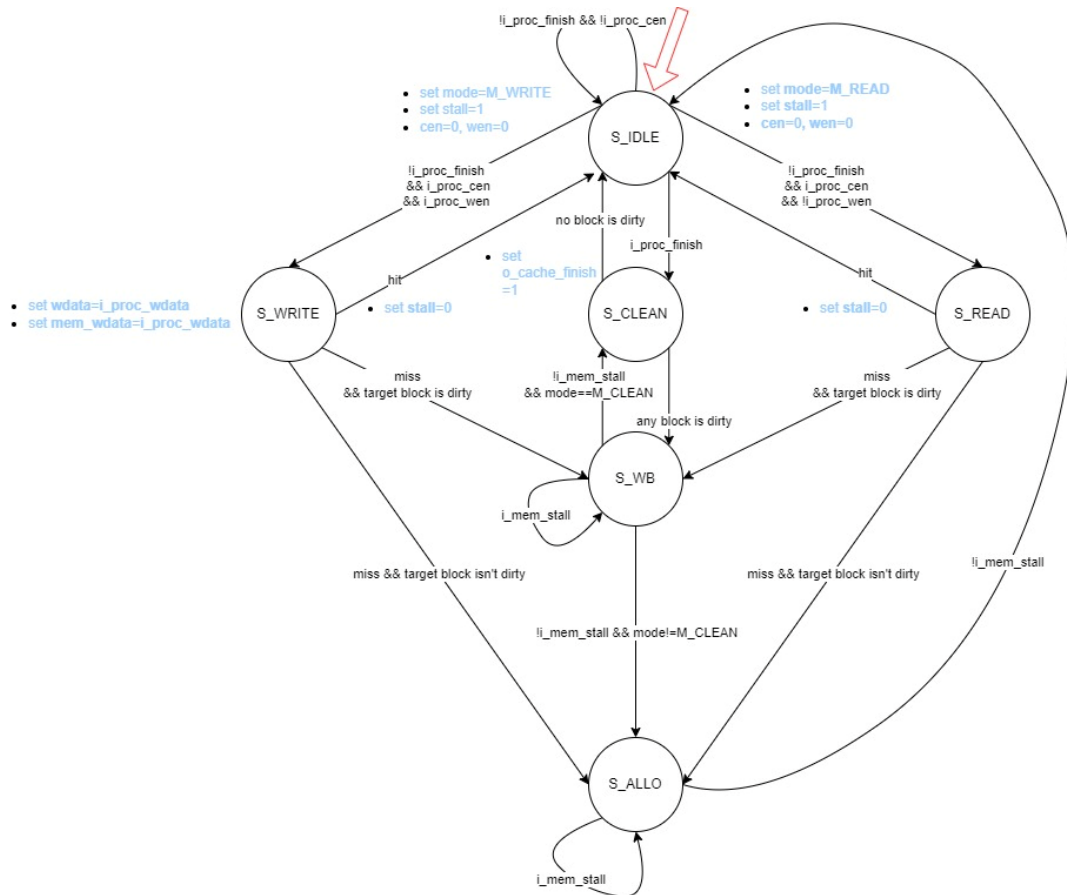 !i_proc_finish && !i_proc_cen
set mode=M_WRITE
set stall=1
cen=0, wen=0
set mode=M_READ
set stall=1
cen=0, wen=0
S_IDLE
!i_proc_finish
&& i_proc_cen
&& i_proc_wen
!i_proc_finish
&& i_proc_cen
&& !i_proc_wen
no block is dirty
i_proc_finish
set
o_cache_finish
=1
hit
hit
set wdata=i_proc_wdata
set mem_wdata=i_proc_wdata
S_WRITE
set stall=0
S_CLEAN
set stall=0
S_READ
miss
&& target block is dirty
!i_mem_stall
&& mode==M_CLEAN
miss
&& target block is dirty
any block is dirty
S_WB
i_mem_stall
miss && target block isn't dirty
miss && target block isn't dirty
!i_mem_stall
!i_mem_stall && mode!=M_CLEAN
S_ALLO
i_mem_stall